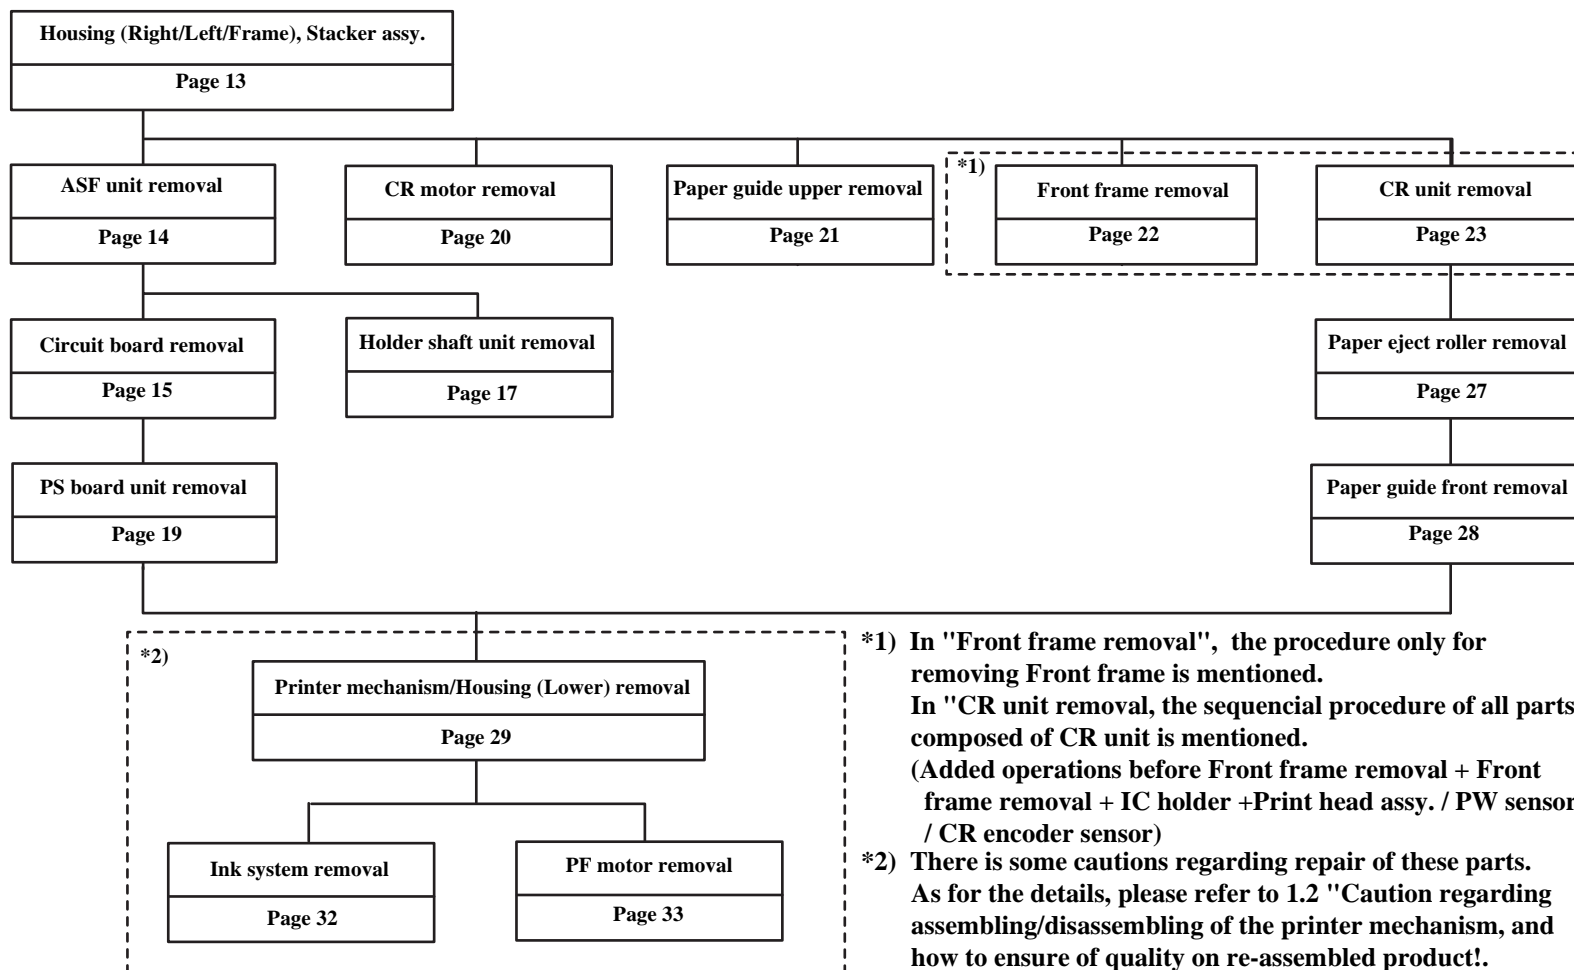 Housing (Right/Left/Frame), Stacker assy.
Page 13
*1)
ASF unit removal
Page 14
CR motor removal
Page 20
Paper guide upper removal
Page 21
Front frame removal
Page 22
CR unit removal
Page 23
Circuit board removal
Page 15
Holder shaft unit removal
Page 17
Paper eject roller removal
Page 27
PS board unit removal
Page 19
Paper guide front removal
Page 28
*2)
Printer mechanism/Housing (Lower) removal
Page 29
Ink system removal
Page 32
PF motor removal
Page 33
*1) In "Front frame removal", the procedure only for
removing Front frame is mentioned.
In "CR unit removal, the sequencial procedure of all parts
composed of CR unit is mentioned.
(Added operations before Front frame removal + Front
frame removal + IC holder +Print head assy. / PW sensor
/ CR encoder sensor)
*2) There is some cautions regarding repair of these parts.
As for the details, please refer to 1.2 "Caution regarding
assembling/disassembling of the printer mechanism, and
how to ensure of quality on re-assembled product!.